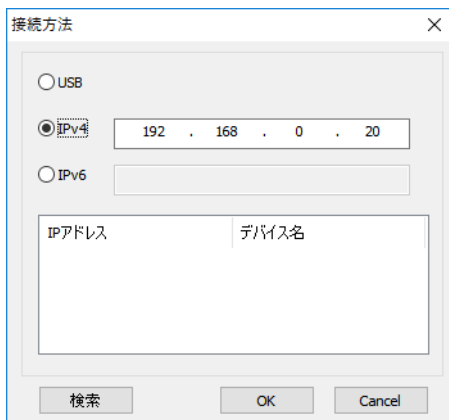 接続方法
USB
IPv4 192 . 168 . 0 . 20
IPv6
IPアドレス デバイス名
検索 OK Cancel